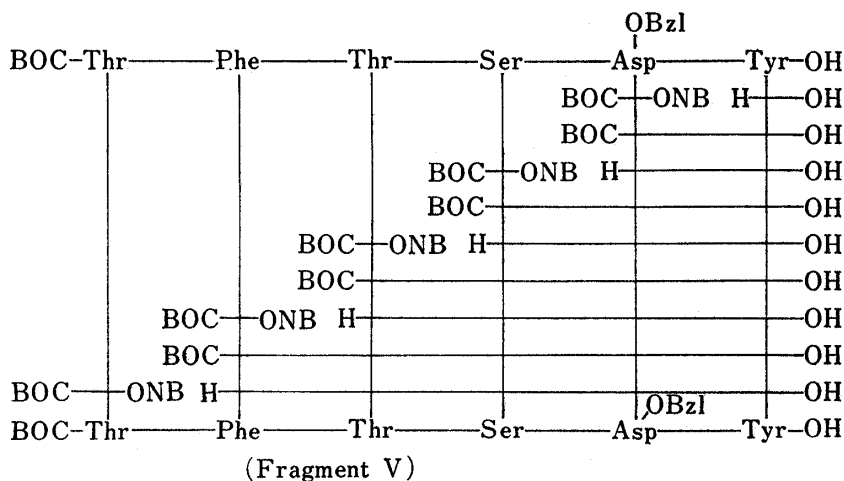 OBzl
BOC-Thr Phe Thr Ser Asp Tyr-OH
BOC ONB H OH
BOC OH
BOC ONB H OH
BOC OH
BOC ONB H OH
BOC OH
BOC ONB H OH
BOC OH
BOC ONB H OH
OBzl
BOC-Thr Phe Thr Ser Asp Tyr-OH
(Fragment V)